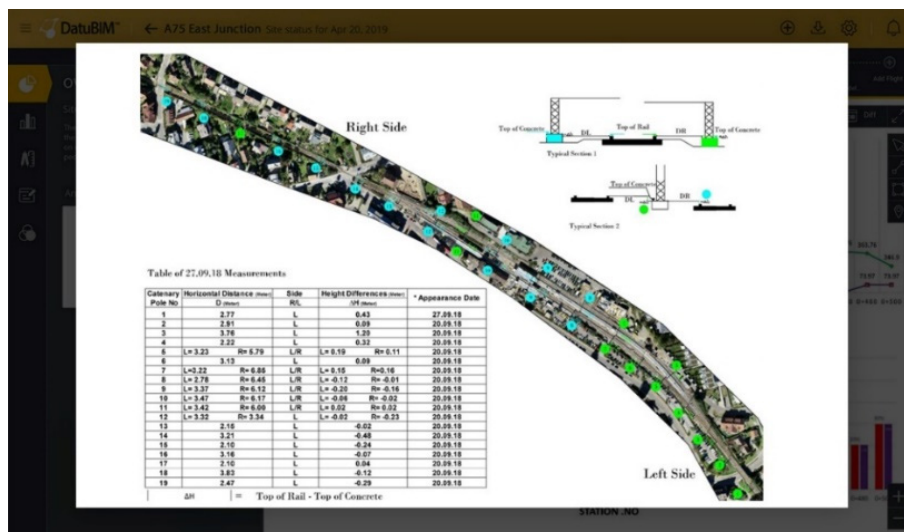 DatuBIM
A75 East Junction Site status for Apr 20, 2019
Add Flight
Right Side
Top of Concrete
DL
Top of Rail
DR
Top of Concrete
Typical Section 1
Top of Concrete
DL
DR
Typical Section 2
Table of 27.09.18 Measurements
Catenary Pole No Horizontal Distance (Meter) D (Meter) Side R/L Height Differences (Meter) ΔH (Meter) * Appearance Date
1 2.77 L 0.43 27.09.18
2 2.91 L 0.09 20.09.18
3 3.76 L 1.20 20.09.18
4 2.22 L 0.32 20.09.18
5 L= 3.23 R= 5.79 L/R L= 0.19 R= 0.11 20.09.18
6 3.13 L 0.09 20.09.18
7 L=3.22 R= 6.86 L/R L= 0.15 R=0.16 20.09.18
8 L= 2.78 R= 6.45 L/R L= -0.12 R= -0.01 20.09.18
9 L= 3.37 R= 6.12 L/R L= -0.20 R= -0.16 20.09.18
10 L= 3.47 R= 6.17 L/R L= -0.06 R= -0.02 20.09.18
11 L= 3.42 R= 6.00 L/R L= 0.02 R= 0.02 20.09.18
12 L= 3.32 R= 3.34 L L= -0.02 R= -0.23 20.09.18
13 2.15 L -0.02 20.09.18
14 3.21 L -0.48 20.09.18
15 2.10 L -0.24 20.09.18
16 3.16 L -0.07 20.09.18
17 2.10 L 0.04 20.09.18
18 3.83 L -0.12 20.09.18
19 2.47 L -0.29 20.09.18
ΔH = Top of Rail - Top of Concrete
Left Side
STATION .NO